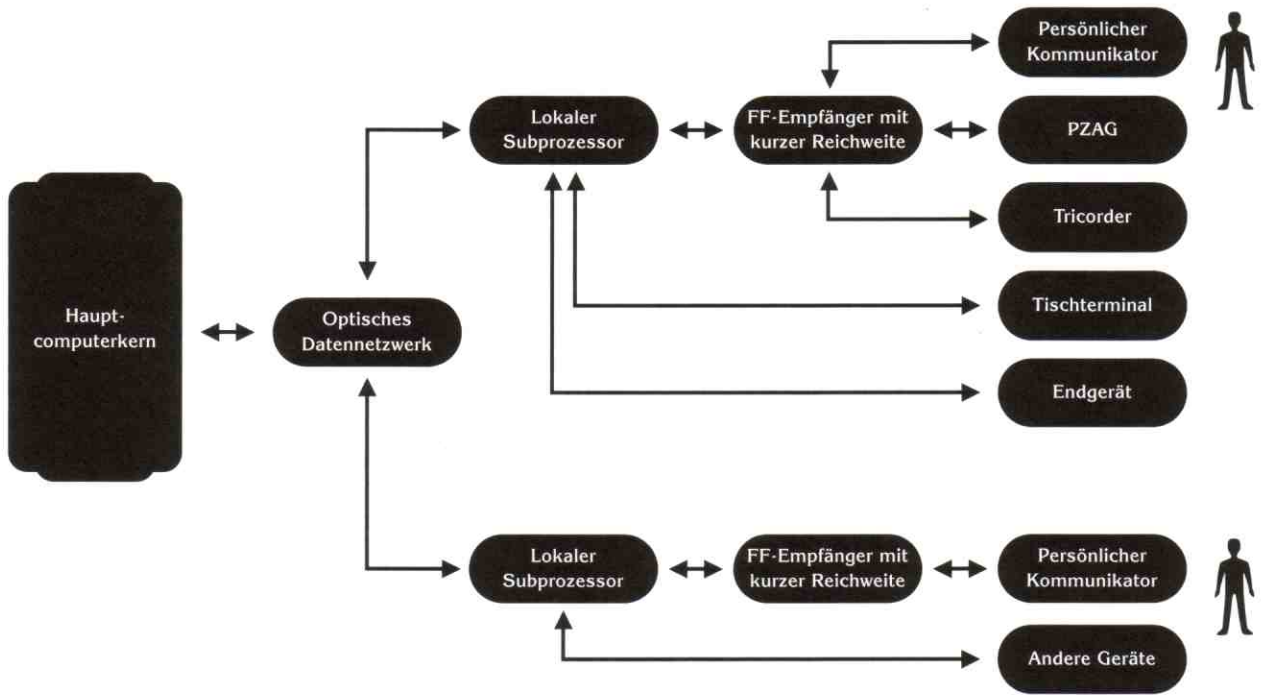 Haupt-
computerkern
Optisches
Datennetzwerk
Lokaler
Subprozessor
FF-Empfänger mit
kurzer Reichweite
Persönlicher
Kommunikator
PZAG
Tricorder
Tischterminal
Endgerät
Lokaler
Subprozessor
FF-Empfänger mit
kurzer Reichweite
Persönlicher
Kommunikator
Andere Geräte